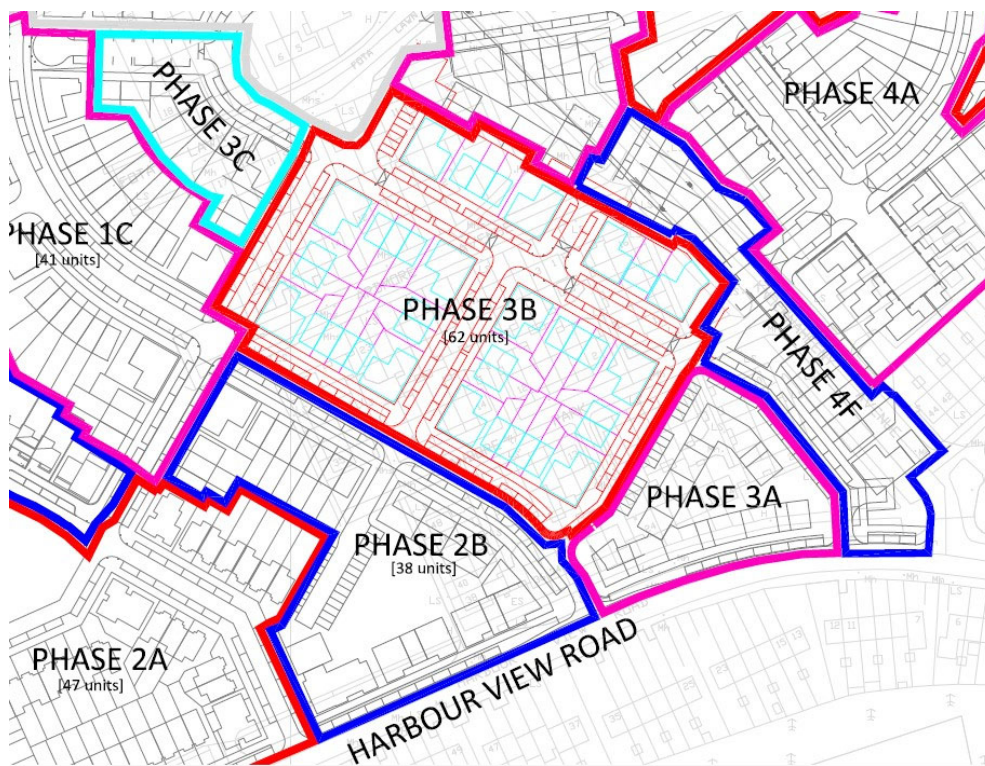 PHASE 3C
PHASE 4A
PHASE 1C
[41 units]
PHASE 3B
[62 units]
PHASE 4F
PHASE 3A
PHASE 2B
[38 units]
PHASE 2A
[47 units]
HARBOUR VIEW ROAD